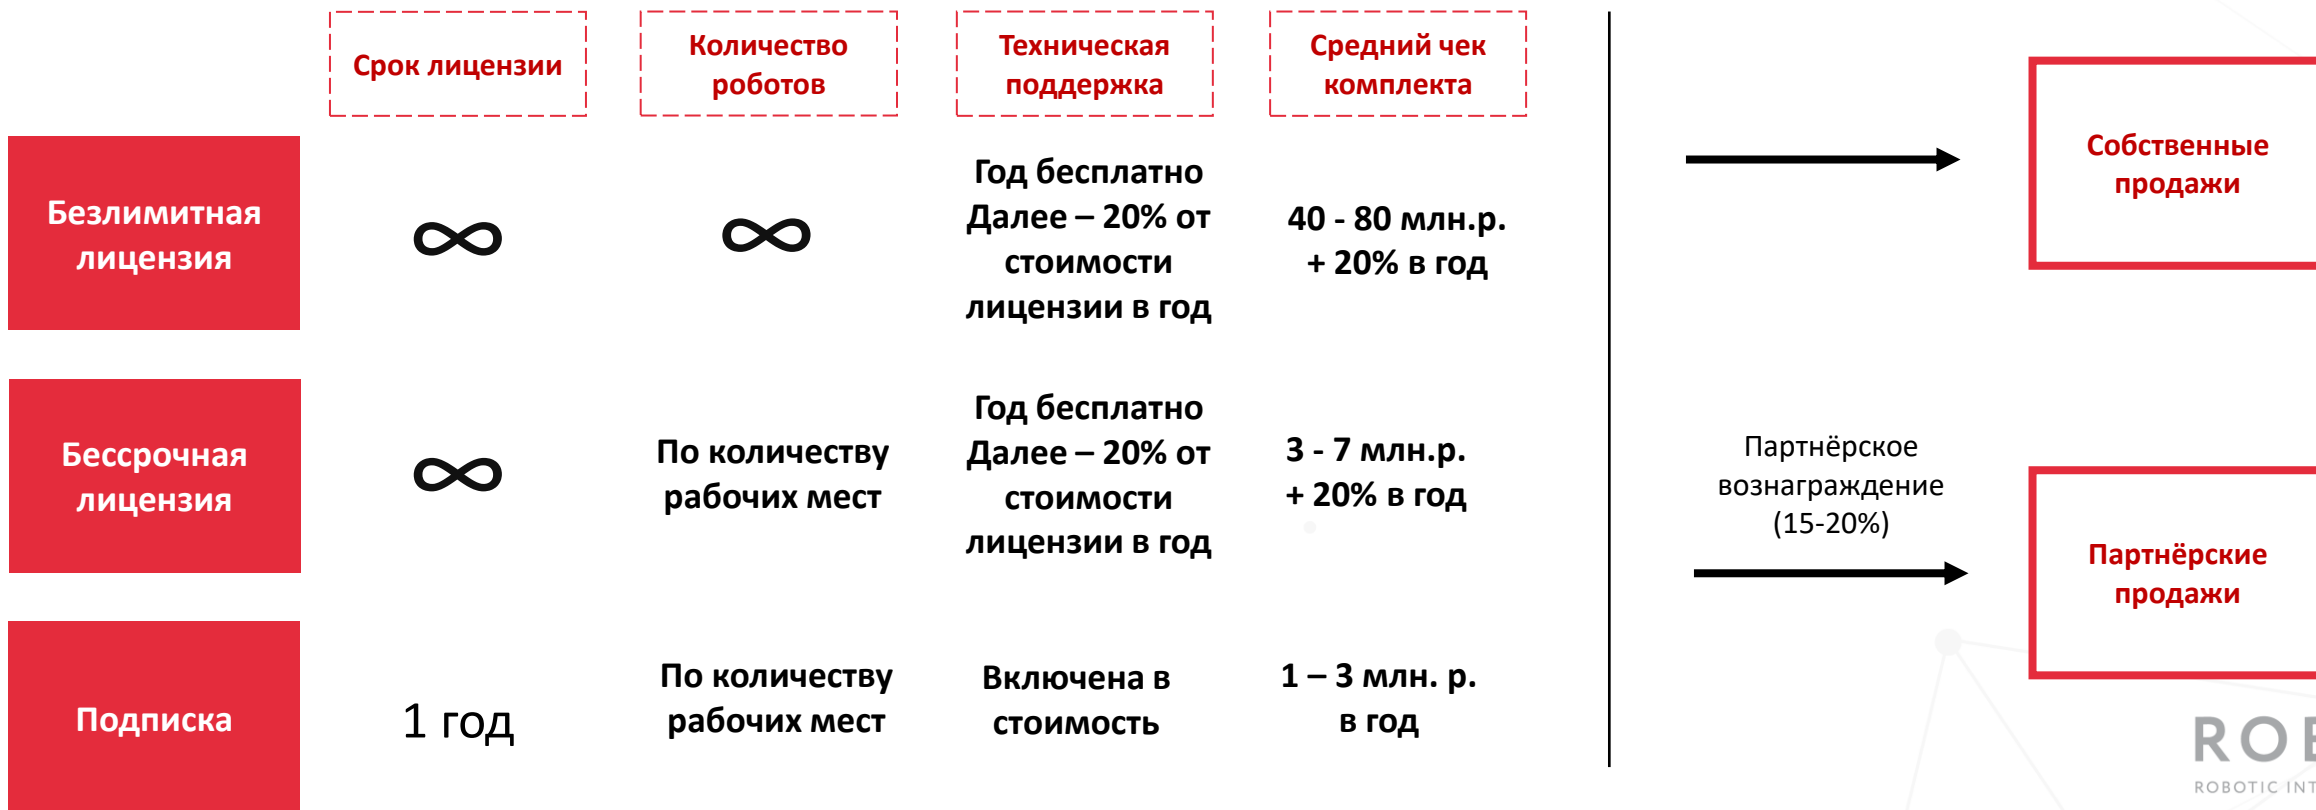 Срок лицензии
Количество
роботов
Техническая
поддержка
Средний чек
комплекта
Безлимитная
лицензия
∞
∞
Год бесплатно
Далее – 20% от
стоимости
лицензии в год
40 - 80 млн.р.
+ 20% в год
Бессрочная
лицензия
∞
По количеству
рабочих мест
Год бесплатно
Далее – 20% от
стоимости
лицензии в год
3 - 7 млн.р.
+ 20% в год
Подписка
1 год
По количеству
рабочих мест
Включена в
стоимость
1 – 3 млн. р.
в год
Собственные
продажи
Партнёрское
вознаграждение
(15-20%)
Партнёрские
продажи
ROBOTIC